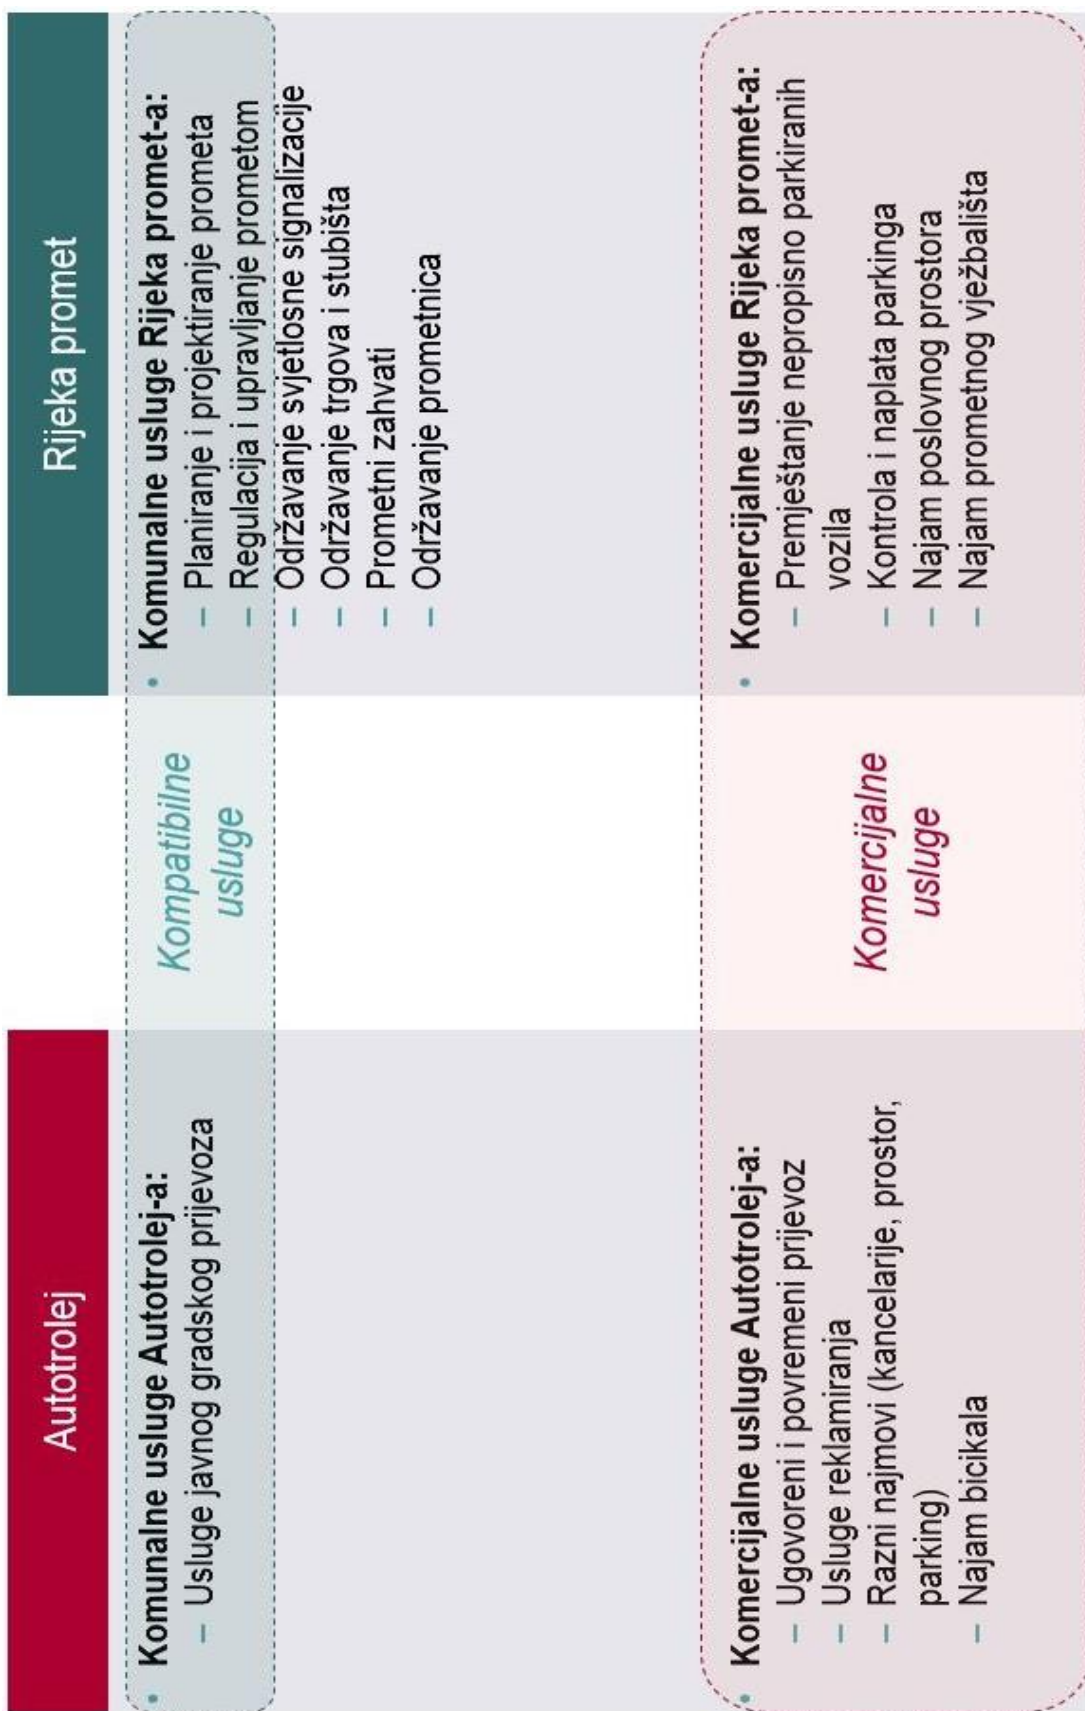 Autotrolej
• Komunalne usluge Autotrolej-a:
– Usluge javnog gradskog prijevoza
• Komercijalne usluge Autotrolej-a:
– Ugovoreni i povremeni prijevoz
– Usluge reklamiranja
– Razni najmovi (kancelarije, prostor,
parking)
– Najam bicikala
Kompatibilne
usluge
Komercijalne
usluge
Rijeka promet
• Komunalne usluge Rijeka promet-a:
– Planiranje i projektiranje prometa
– Regulacija i upravljanje prometom
– Održavanje svjetlosne signalizacije
– Održavanje trgova i stubišta
– Prometni zahvati
– Održavanje prometnica
• Komercijalne usluge Rijeka promet-a:
– Premještanje nepropisno parkiranih
vozila
– Kontrola i naplata parkinga
– Najam poslovnog prostora
– Najam prometnog vježbališta